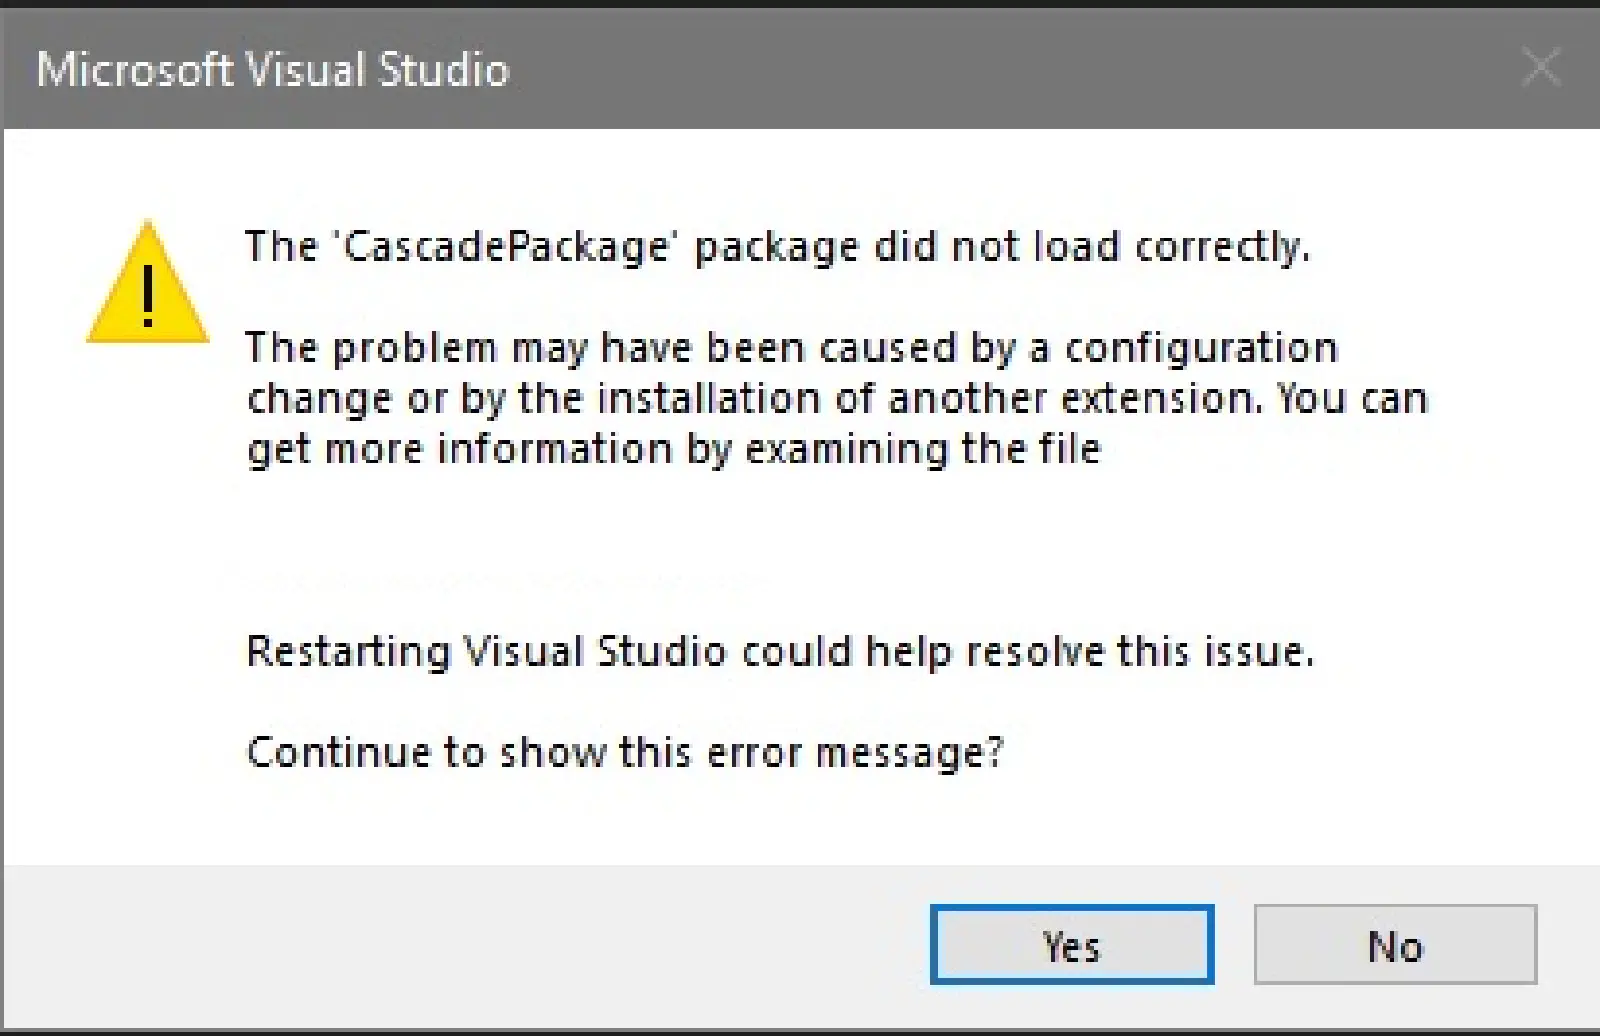 Microsoft Visual Studio
The 'CascadePackage' package did not load correctly.
The problem may have been caused by a configuration
change or by the installation of another extension. You can
get more information by examining the file
Restarting Visual Studio could help resolve this issue.
Continue to show this error message?
Yes
No